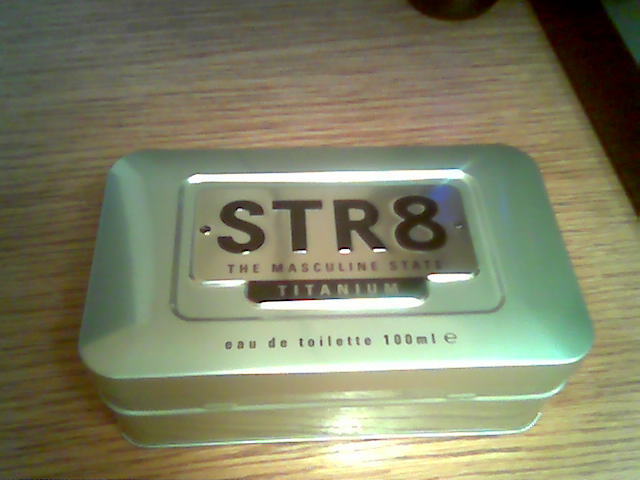 STR8
THE MASCULINE STATE
TITANIUM
eau de toilette 100ml ℮